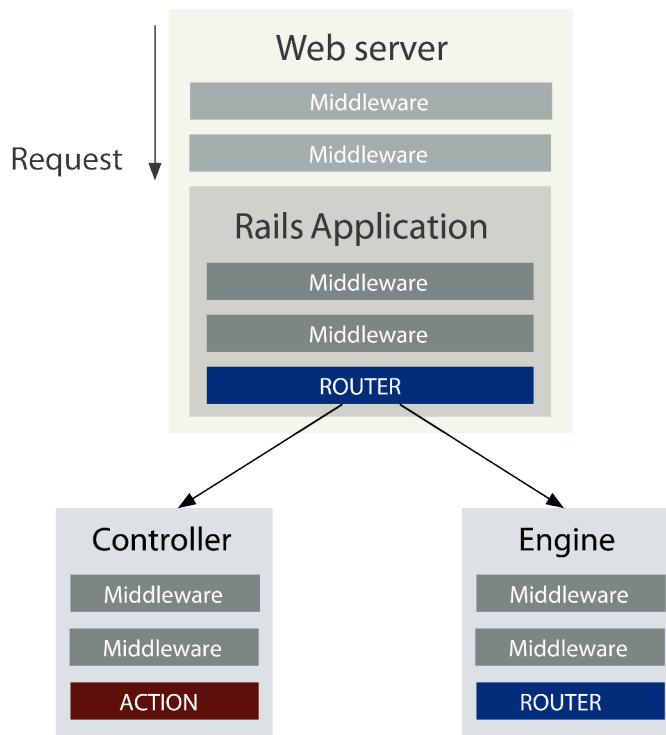 Web server
Middleware
Middleware
Request
Rails Application
Middleware
Middleware
ROUTER
Controller
Middleware
Middleware
ACTION
Engine
Middleware
Middleware
ROUTER